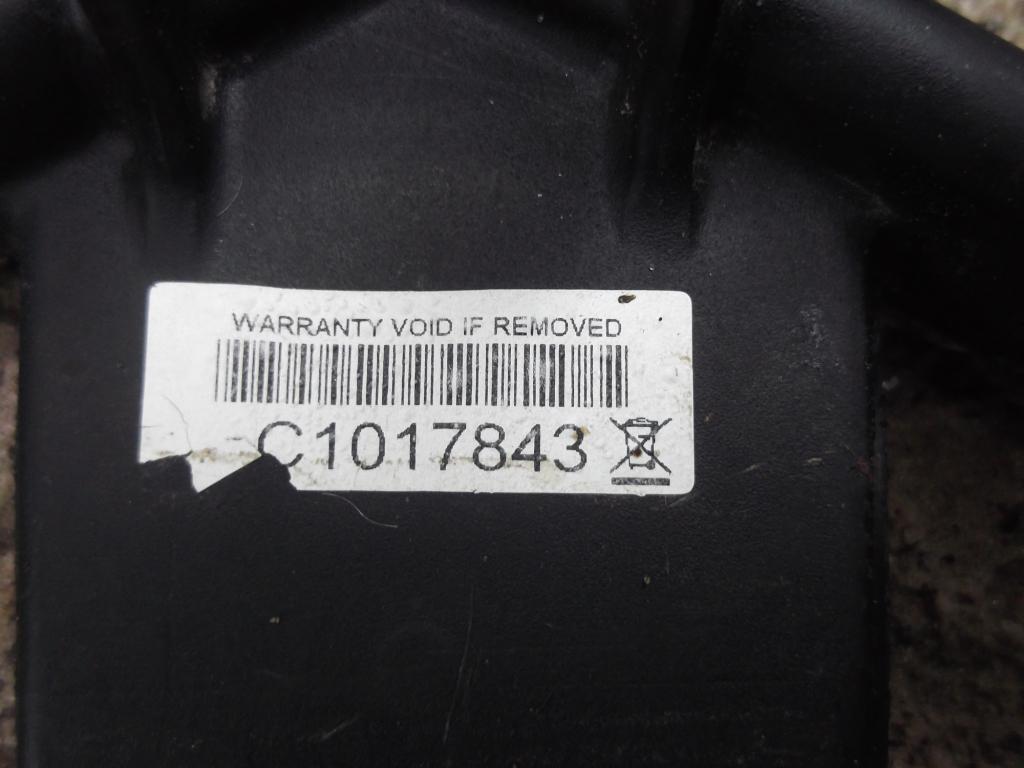 WARRANTY VOID IF REMOVED
C1017843